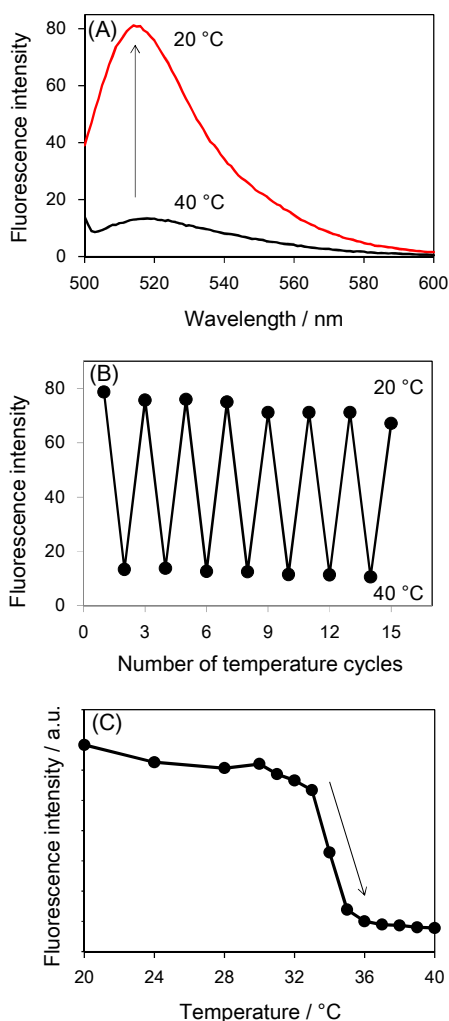 (A)
20 °C
40 °C
Fluorescence intensity
80
60
40
20
0
500 520 540 560 580 600
Wavelength / nm
(B)
20 °C
40 °C
Fluorescence intensity
80
60
40
20
0
0 3 6 9 12 15
Number of temperature cycles
(C)
Fluorescence intensity / a.u.
20 24 28 32 36 40
Temperature / °C